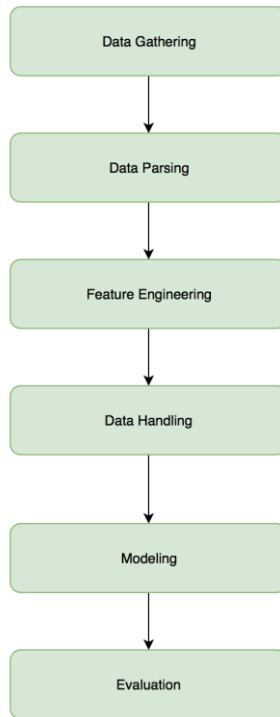 Data Gathering
Data Parsing
Feature Engineering
Data Handling
Modeling
Evaluation